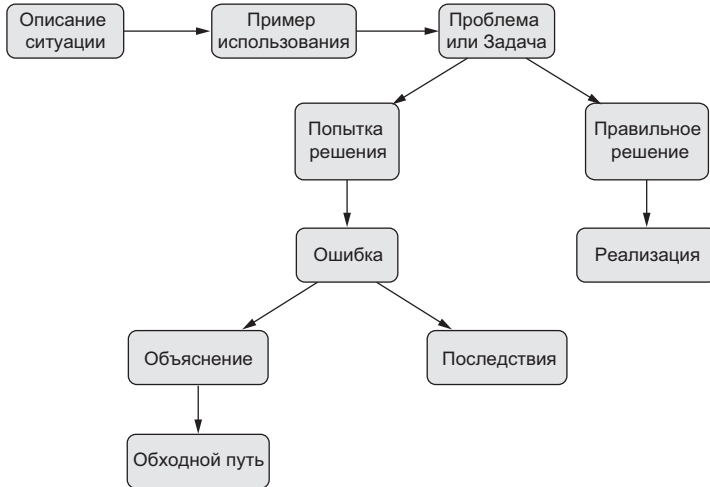 Описание
ситуации
Пример
использования
Проблема
или Задача
Попытка
решения
Правильное
решение
Ошибка
Реализация
Объяснение
Последствия
Обходной путь